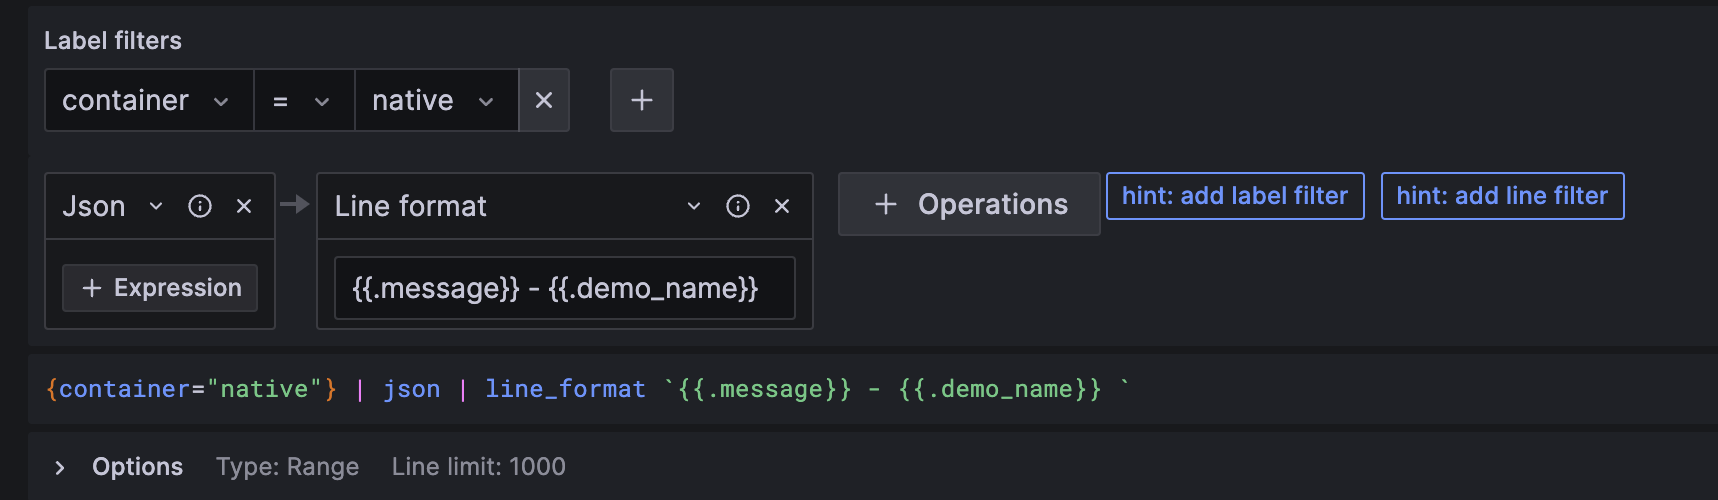 Label filters
container = native
Json Line format + Operations hint: add label filter hint: add line filter
+ Expression {{.message}} - {{.demo_name}}
{container="native"} | json | line_format `{{.message}} - {{.demo_name}} `
Options Type: Range Line limit: 1000